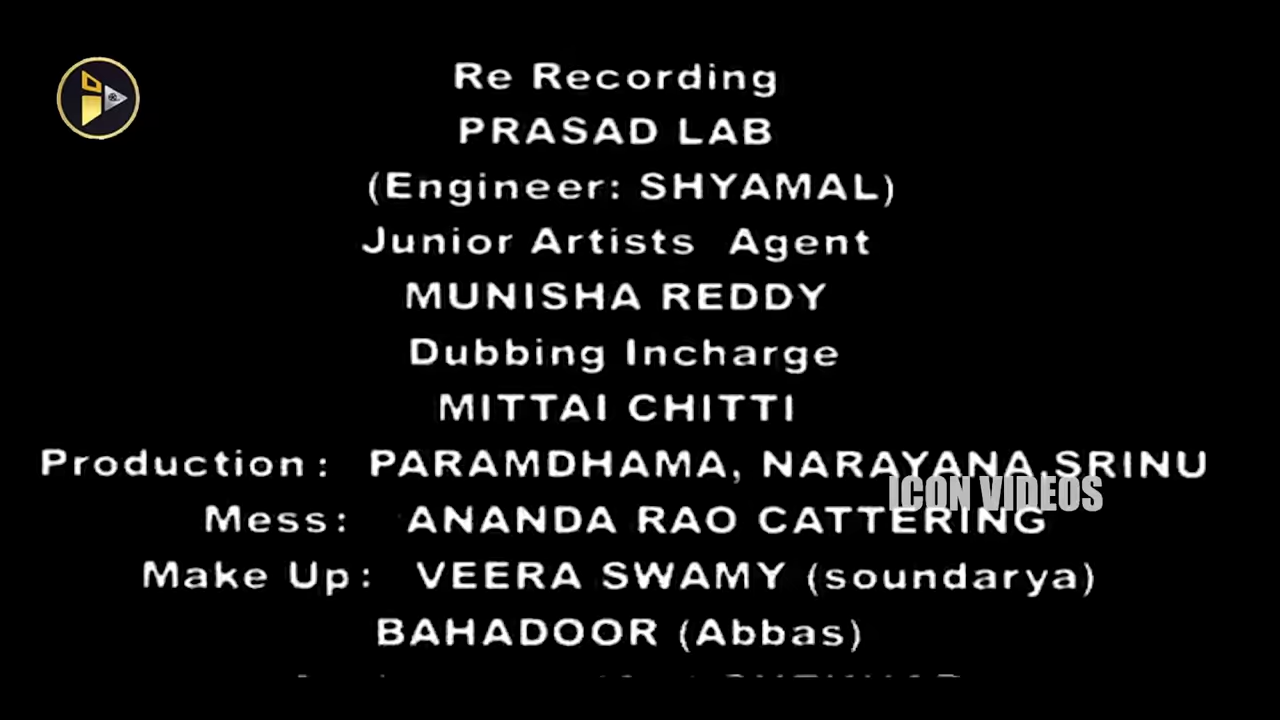 Re Recording
PRASAD LAB
(Engineer: SHYAMAL)
Junior Artists Agent
MUNISHA REDDY
Dubbing Incharge
MITTAI CHITTI
Production: PARAMDHAMA, NARAYANA,SRINU
ICON VIDEOS
Mess: ANANDA RAO CATTERING
Make Up: VEERA SWAMY (soundarya)
BAHADOOR (Abbas)